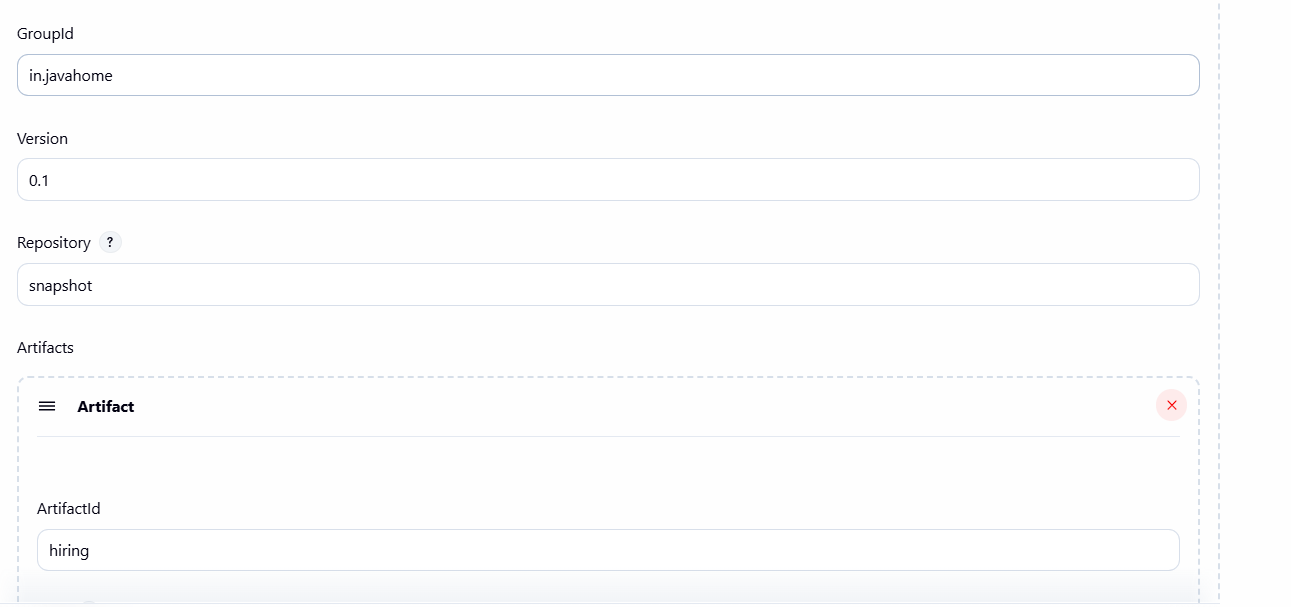 GroupId
in.javahome
Version
0.1
Repository ?
snapshot
Artifacts
Artifact
ArtifactId
hiring